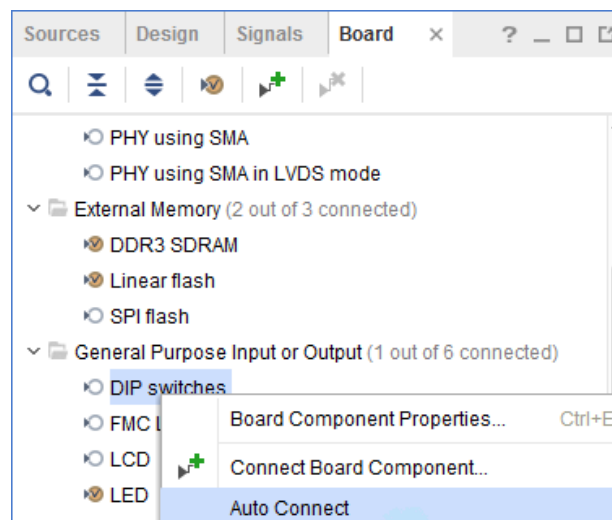 Sources Design Signals Board × ?
PHY using SMA
PHY using SMA in LVDS mode
External Memory (2 out of 3 connected)
DDR3 SDRAM
Linear flash
SPI flash
General Purpose Input or Output (1 out of 6 connected)
DIP switches
FMC
Board Component Properties... Ctrl+E
LCD
Connect Board Component...
LED
Auto Connect